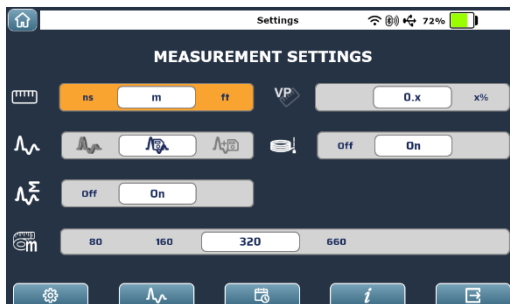 Settings 72%
MEASUREMENT SETTINGS
ns m ft VP 0.x x%
Off On
Off On
m 80 160 320 660
i